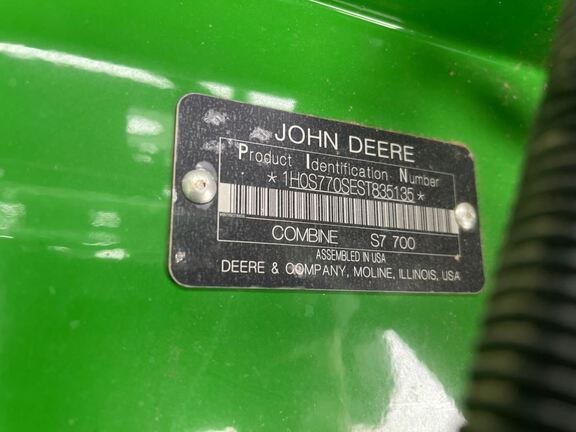 JOHN DEERE
Product Identification Number
*1H0S770SEST835135*
COMBINE S7 700
ASSEMBLED IN USA
DEERE & COMPANY, MOLINE, ILLINOIS, USA